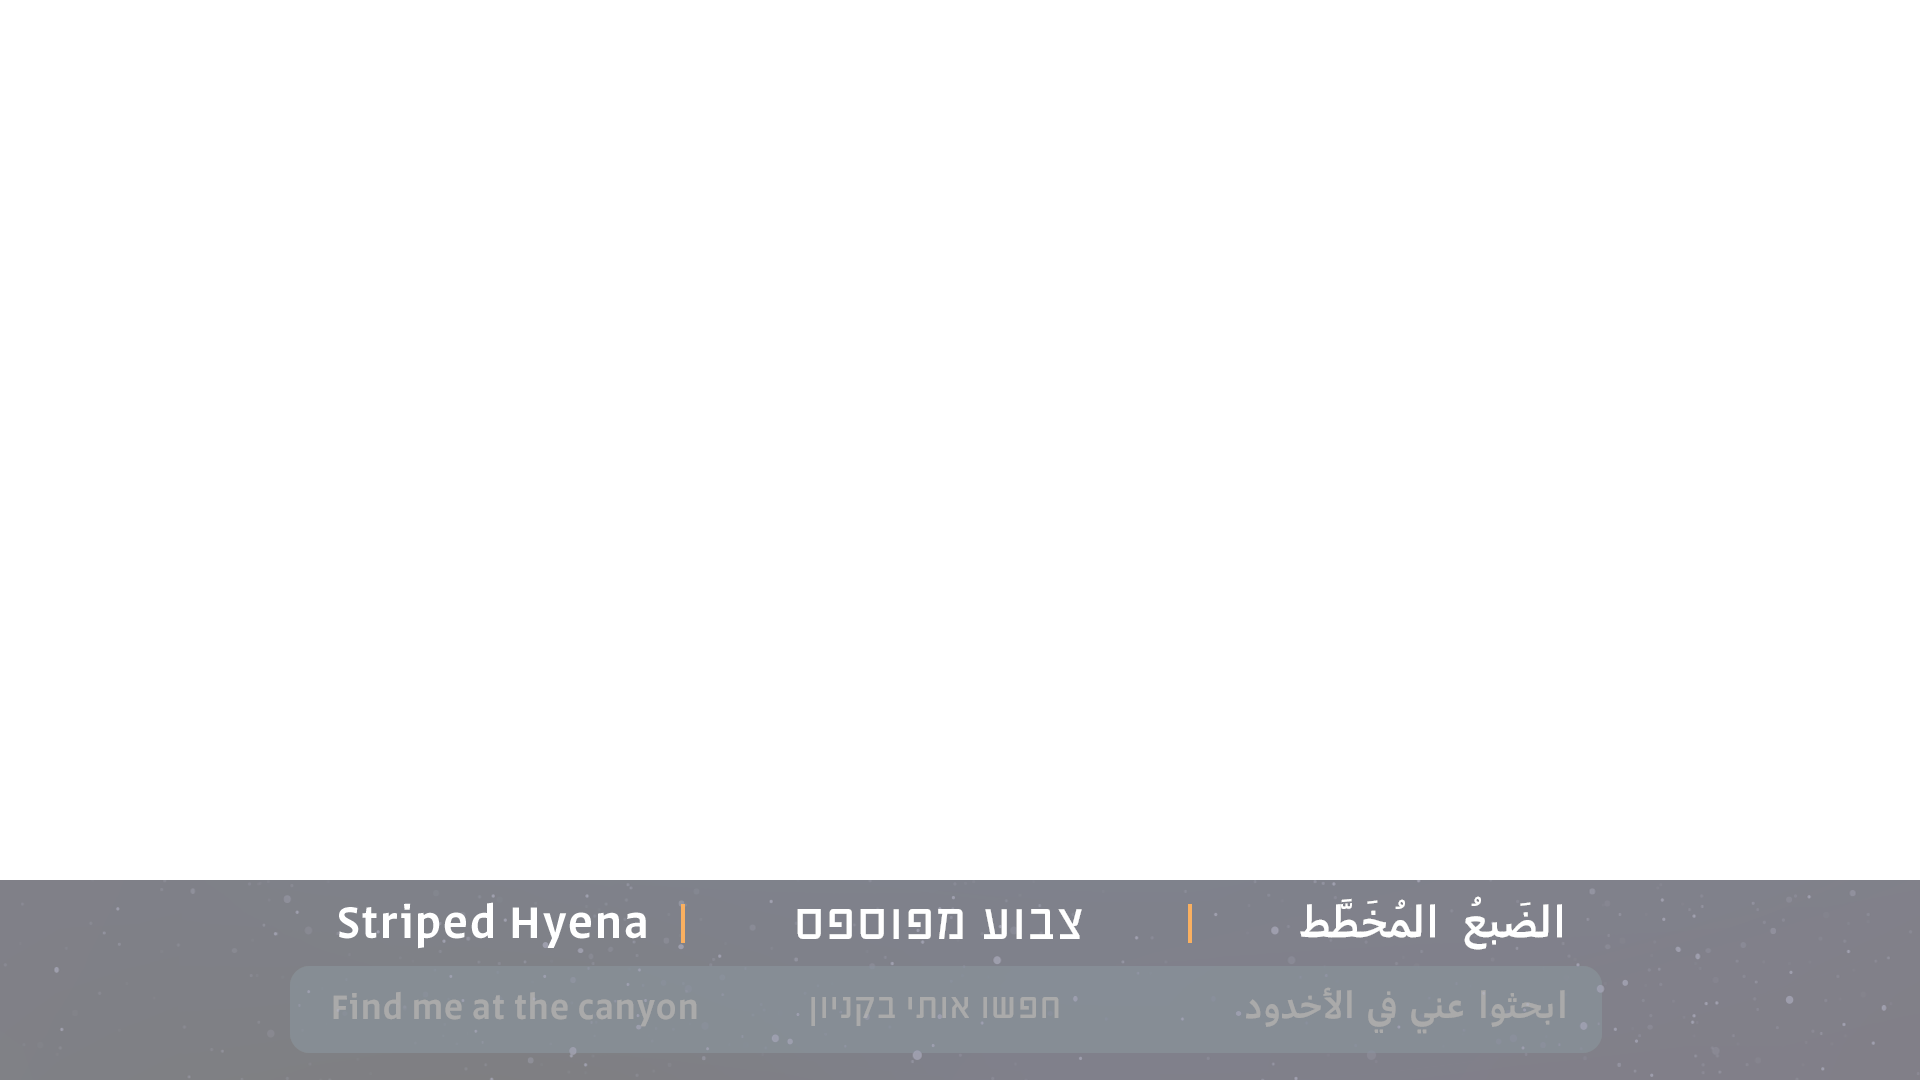 Striped Hyena | צבוע מפוספס | الضَبعُ المُخَطَّط
Find me at the canyon חפשו אותי בקניון ابحثوا عني في الأخدود.